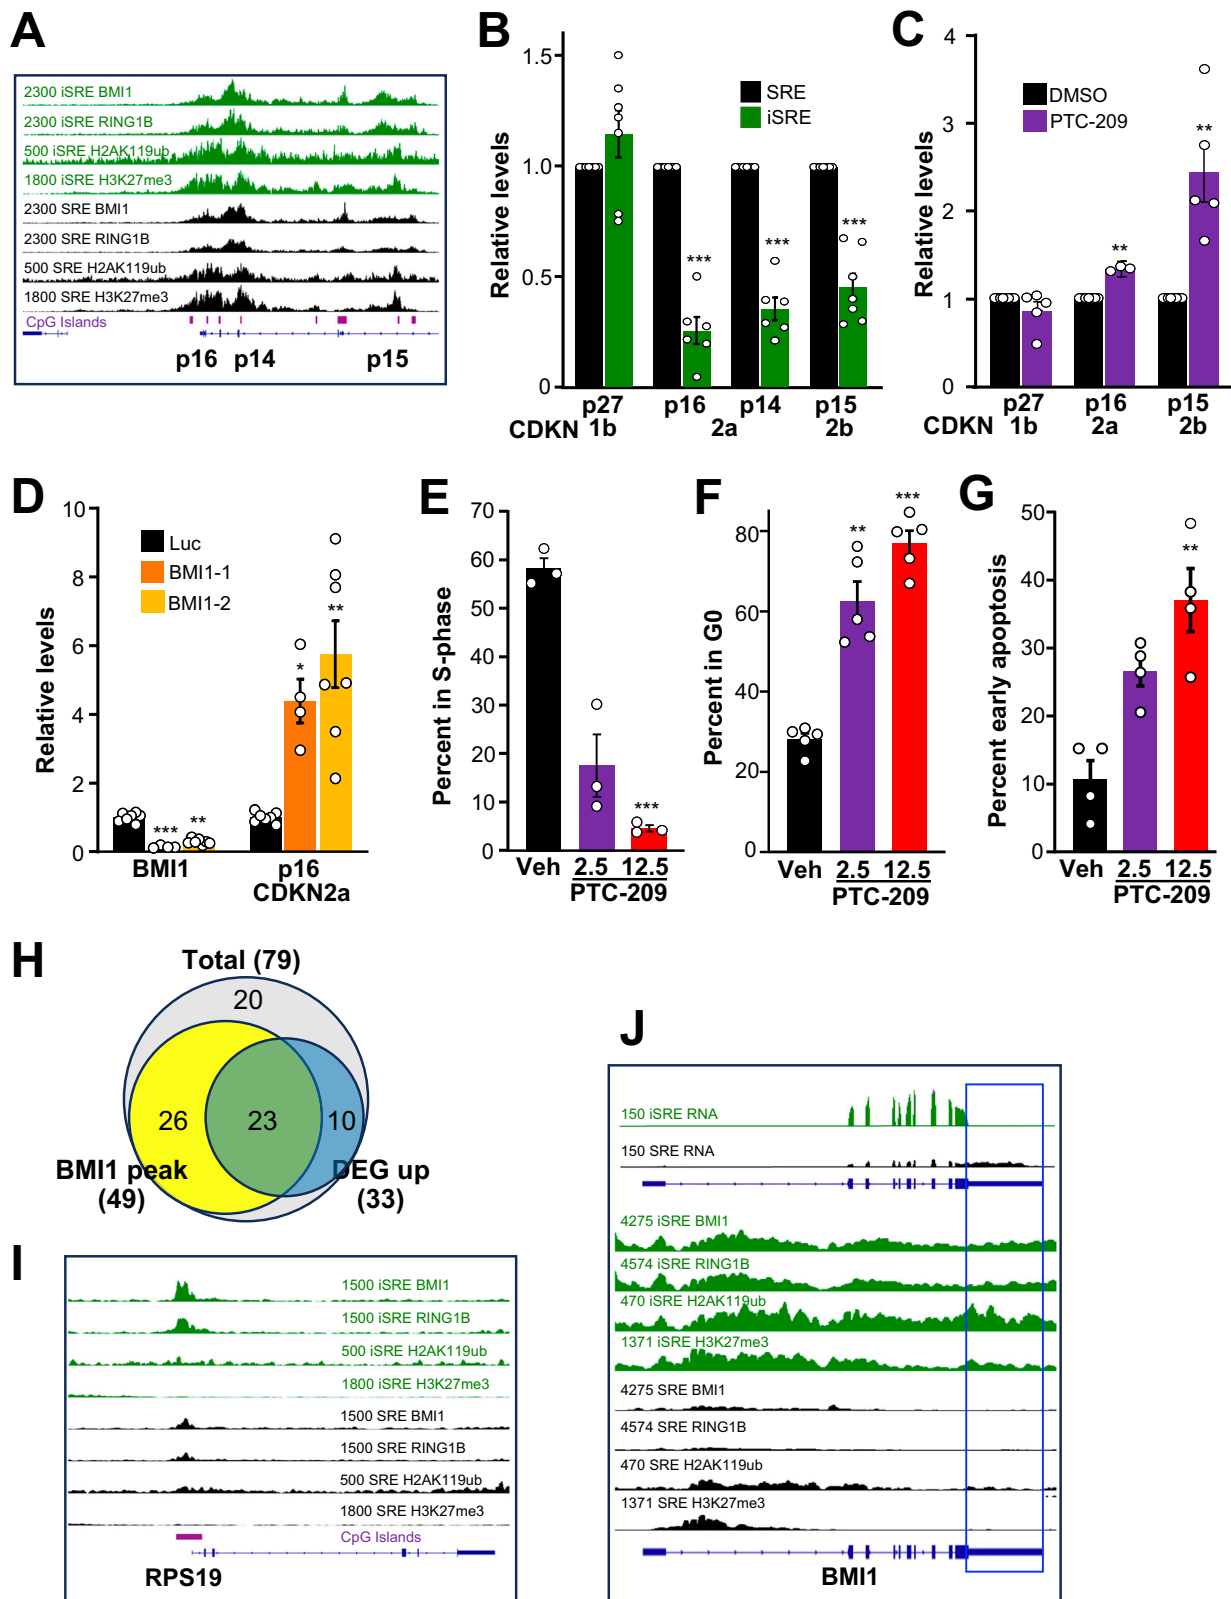 A
2300 iSRE BMI1
2300 iSRE RING1B
500 iSRE H2AK119ub
1800 iSRE H3K27me3
2300 SRE BMI1
2300 SRE RING1B
500 SRE H2AK119ub
1800 SRE H3K27me3
CpG Islands
p16 p14 p15
B
Relative levels
1.5
1.0
0.5
0
SRE
iSRE
***
***
***
p27 p16 p14 p15
CDKN 1b 2a 2b
C
Relative levels
4
3
2
1
0
DMSO
PTC-209
**
**
p27 p16 p15
CDKN 1b 2a 2b
D
Relative levels
10
8
6
4
2
0
Luc
BMI1-1
BMI1-2
*** **
* **
BMI1 p16
CDKN2a
E
Percent in S-phase
70
60
50
40
30
20
10
0
***
Veh 2.5 12.5
PTC-209
F
Percent in G0
80
60
40
20
0
**
***
Veh 2.5 12.5
PTC-209
G
Percent early apoptosis
50
40
30
20
10
0
**
Veh 2.5 12.5
PTC-209
H
Total (79)
20
26 23 10
BMI1 peak DEG up
(49) (33)
I
1500 iSRE BMI1
1500 iSRE RING1B
500 iSRE H2AK119ub
1800 iSRE H3K27me3
1500 SRE BMI1
1500 SRE RING1B
500 SRE H2AK119ub
1800 SRE H3K27me3
CpG Islands
RPS19
J
150 iSRE RNA
150 SRE RNA
4275 iSRE BMI1
4574 iSRE RING1B
470 iSRE H2AK119ub
1371 iSRE H3K27me3
4275 SRE BMI1
4574 SRE RING1B
470 SRE H2AK119ub
1371 SRE H3K27me3
BMI1